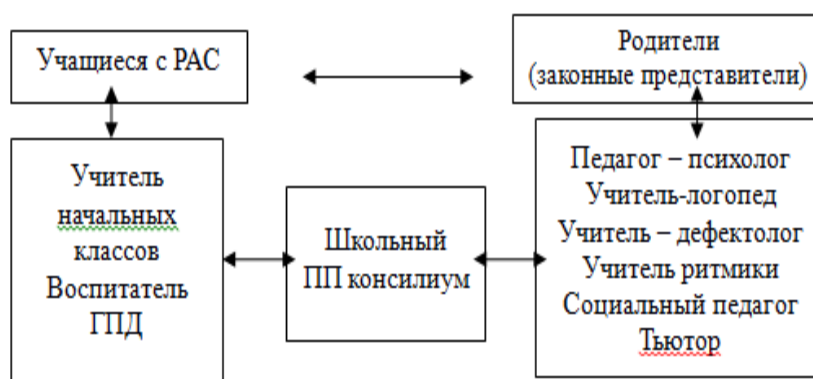 Учащиеся с РАС
Родители
(законные представители)
Учитель
начальных
классов
Воспитатель
ГПД
Школьный
ПП консилиум
Педагог – психолог
Учитель-логопед
Учитель – дефектолог
Учитель ритмики
Социальный педагог
Тьютор